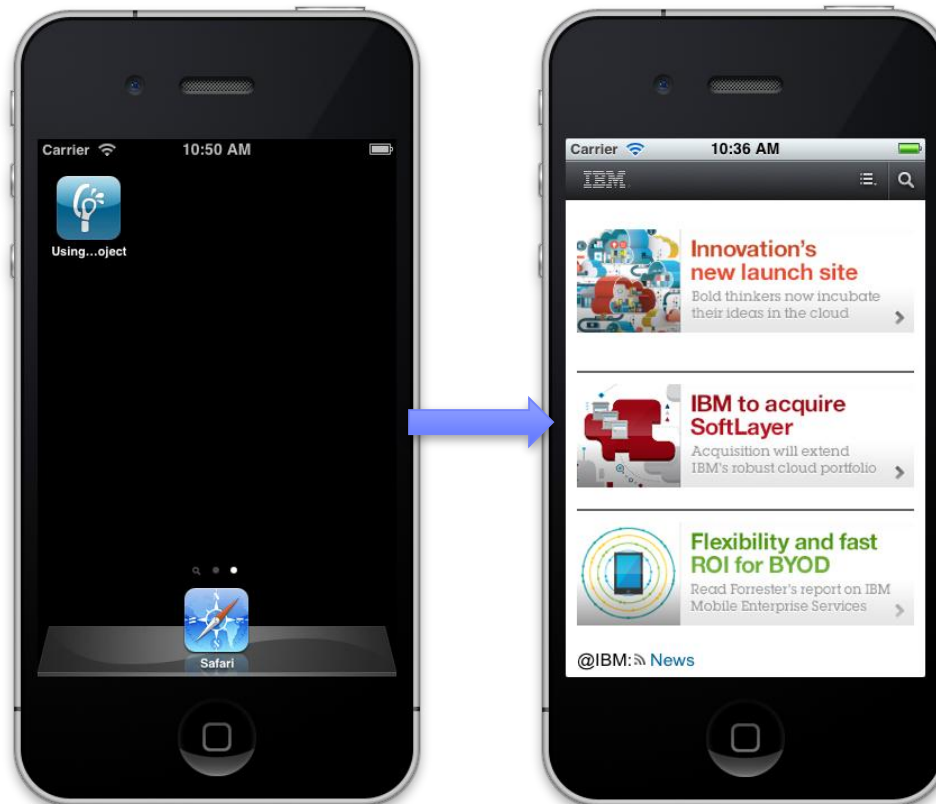 Carrier
10:50 AM
Using...oject
Safari
Carrier
10:36 AM
IBM
Innovation's
new launch site
Bold thinkers now incubate
their ideas in the cloud
IBM to acquire
SoftLayer
Acquisition will extend
IBM's robust cloud portfolio
Flexibility and fast
ROI for BYOD
Read Forrester's report on IBM
Mobile Enterprise Services
@IBM: News